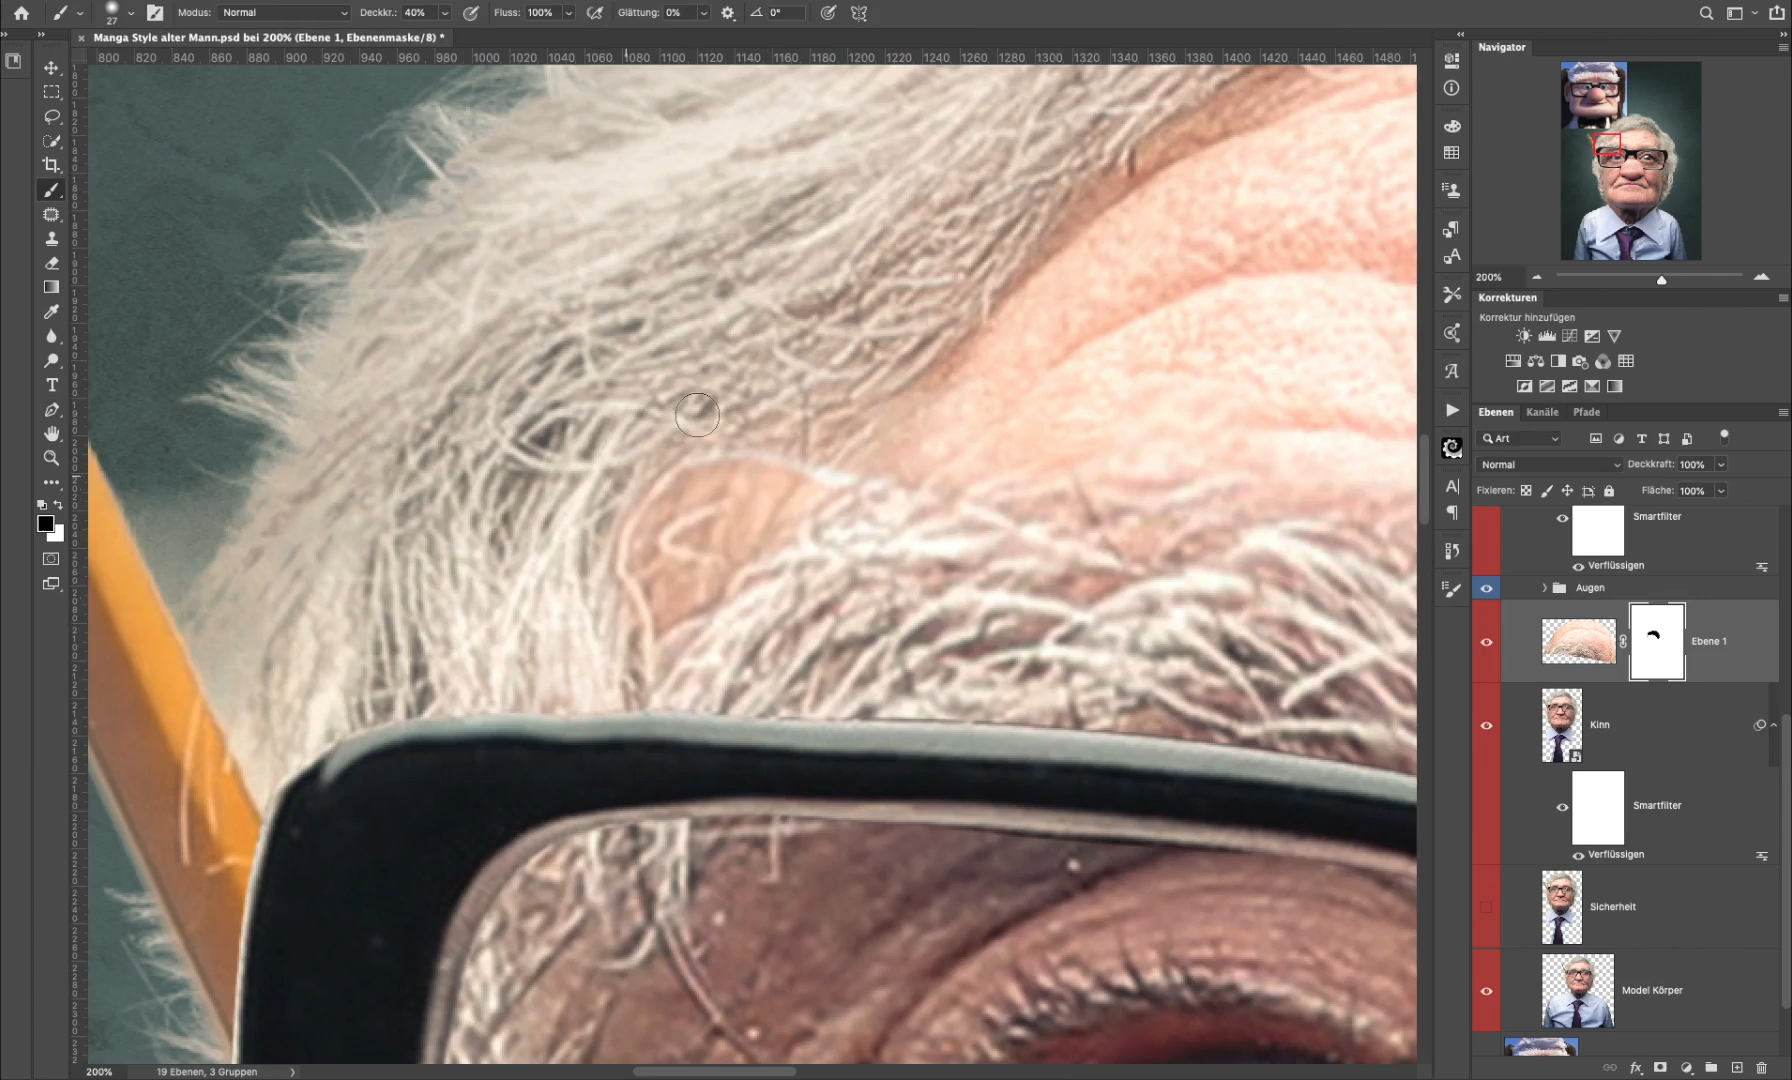 27
Modus: Normal
Deckkr.: 40%
Fluss: 100%
Glättung: 0%
0°
Manga Style alter Mann.psd bei 200% (Ebene 1, Ebenenmaske/8) *
800 820 840 860 880 900 920 940 960 980 1000 1020 1040 1060 1080 1100 1120 1140 1160 1180 1200 1220 1240 1260 1280 1300 1320 1340 1360 1380 1400 1420 1440 1460 1480
Navigator
200%
Korrekturen
Korrektur hinzufügen
Ebenen Kanäle Pfade
Art
Normal
Deckkraft: 100%
Fixieren:
Fläche: 100%
Smartfilter
Verflüssigen
Augen
Ebene 1
Kinn
Smartfilter
Verflüssigen
Sicherheit
Model Körper
fx
200%
19 Ebenen, 3 Gruppen